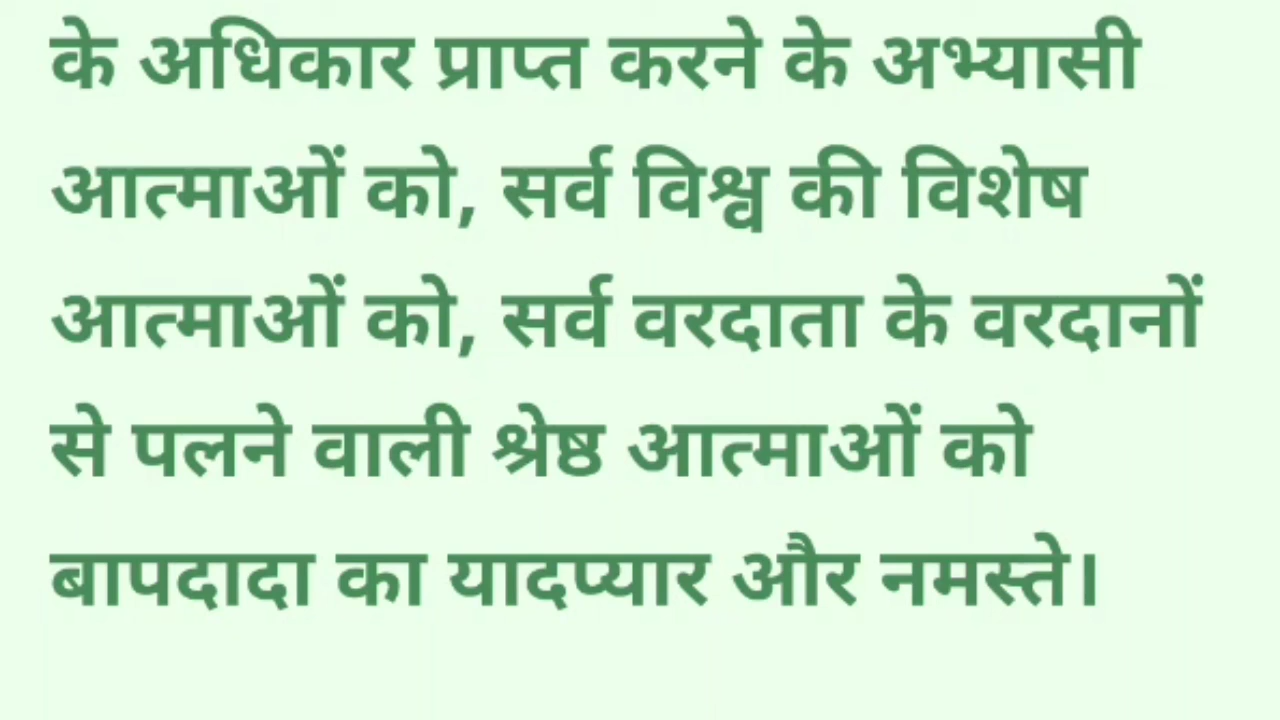 के अधिकार प्राप्त करने के अभ्यासी
आत्माओं को, सर्व विश्व की विशेष
आत्माओं को, सर्व वरदाता के वरदानों
से पलने वाली श्रेष्ठ आत्माओं को
बापदादा का यादप्यार और नमस्ते।